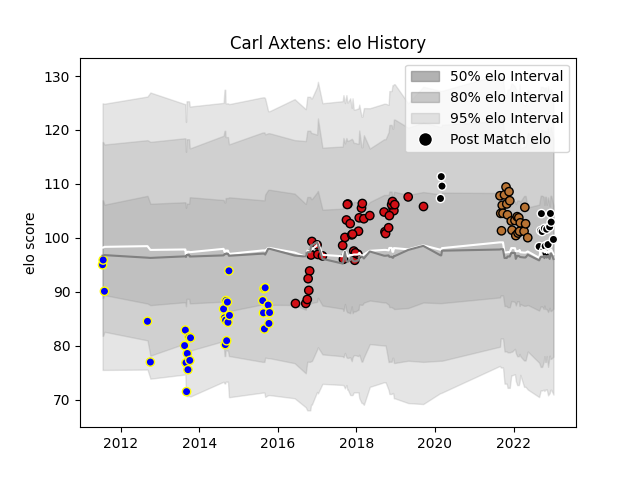 Carl Axtens: elo History
50% elo Interval
80% elo Interval
95% elo Interval
Post Match elo
elo score
130
120
110
100
90
80
70
2012
2014
2016
2018
2020
2022